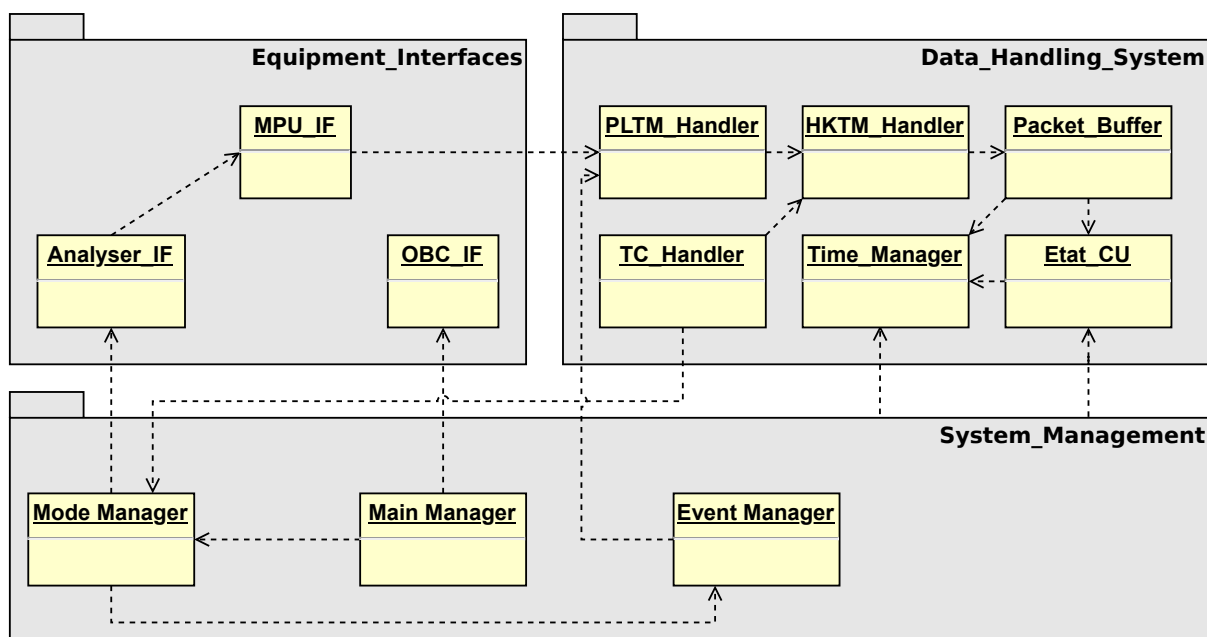 Equipment_Interfaces
MPU_IF
Analyser_IF
OBC_IF
Data_Handling_System
PLTM_Handler
HKTM_Handler
Packet_Buffer
TC_Handler
Time_Manager
Etat_CU
System_Management
Mode Manager
Main Manager
Event Manager